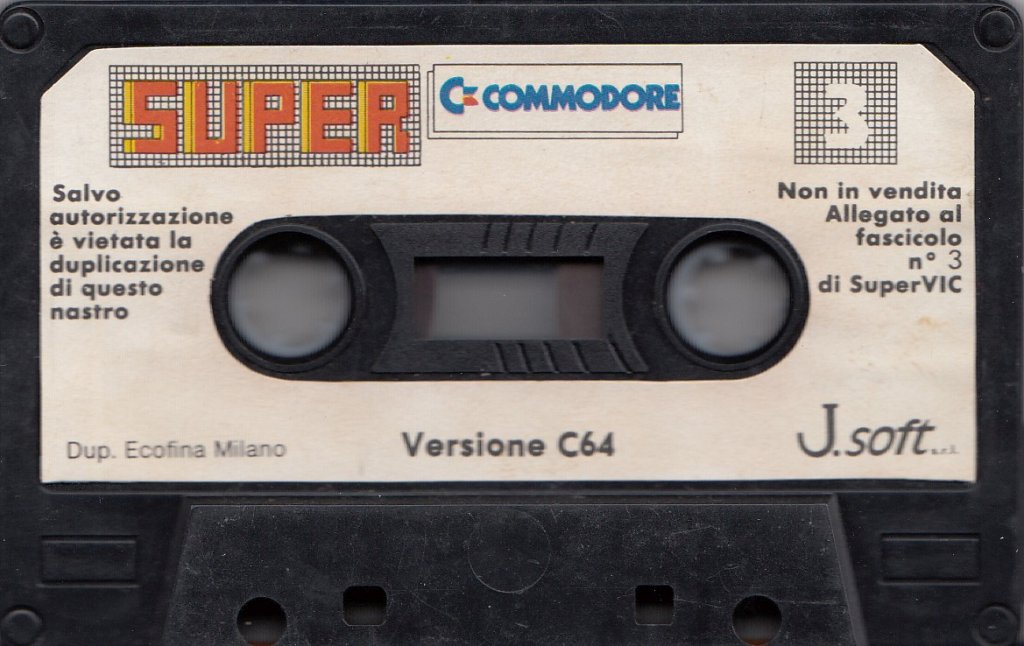 SUPER
COMMODORE
3
Salvo
autorizzazione
è vietata la
duplicazione
di questo
nastro
Non in vendita
Allegato al
fascicolo
n° 3
di SuperVIC
Dup. Ecofina Milano
Versione C64
J.soft s.r.l.